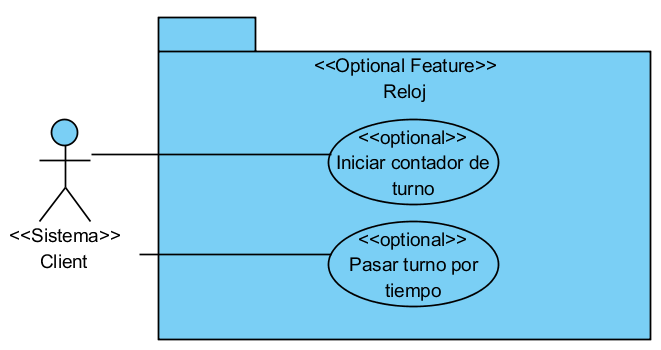 <<Optional Feature>>
Reloj
<<optional>>
Iniciar contador de
turno
<<Sistema>>
Client
<<optional>>
Pasar turno por
tiempo